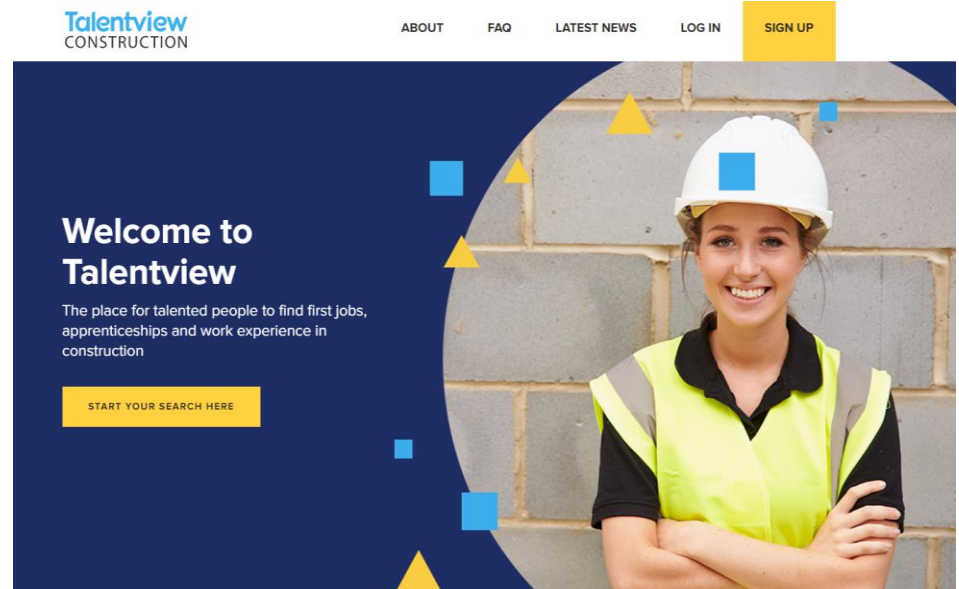 Talentview
CONSTRUCTION
ABOUT FAQ LATEST NEWS LOG IN SIGN UP
Welcome to
Talentview
The place for talented people to find first jobs,
apprenticeships and work experience in
construction
START YOUR SEARCH HERE